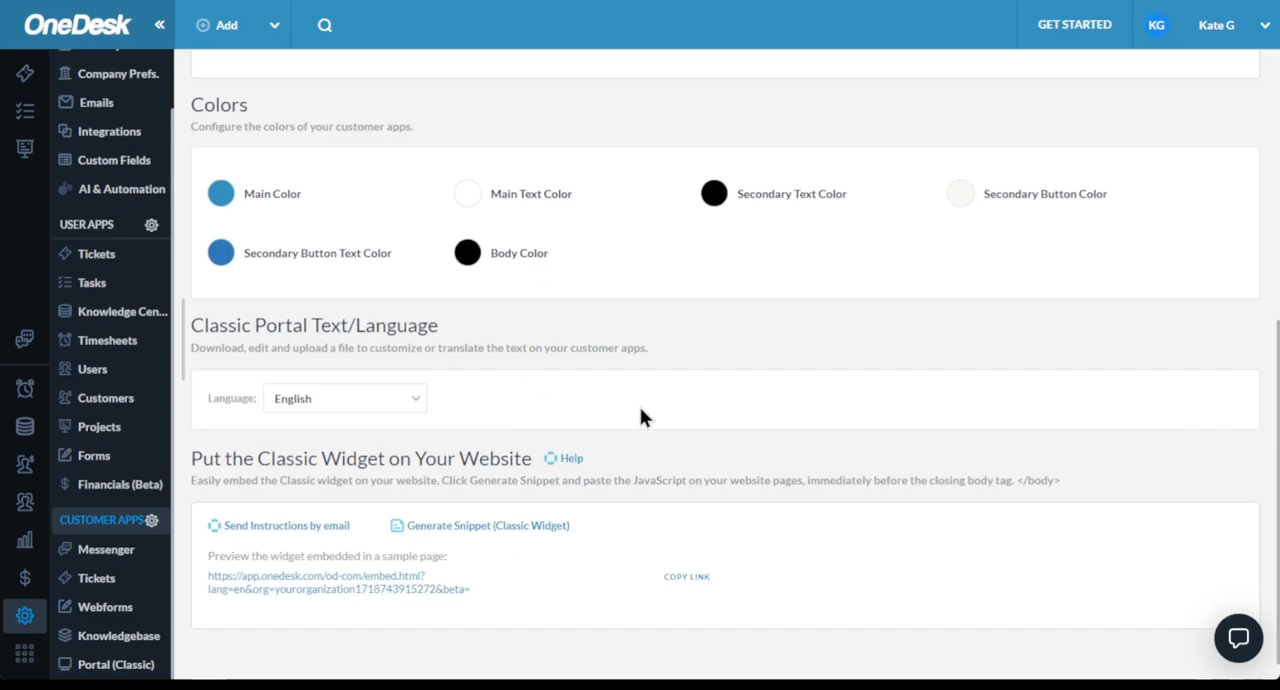 OneDesk «
Add
GET STARTED
KG
Kate G
Company Prefs.
Emails
Integrations
Custom Fields
AI & Automation
USER APPS
Tickets
Tasks
Knowledge Cen...
Timesheets
Users
Customers
Projects
Forms
$ Financials (Beta)
CUSTOMER APPS
Messenger
Tickets
Webforms
Knowledgebase
Portal (Classic)
Colors
Configure the colors of your customer apps.
Main Color
Main Text Color
Secondary Text Color
Secondary Button Color
Secondary Button Text Color
Body Color
Classic Portal Text/Language
Download, edit and upload a file to customize or translate the text on your customer apps.
Language: English
Put the Classic Widget on Your Website Help
Easily embed the Classic widget on your website. Click Generate Snippet and paste the JavaScript on your website pages, immediately before the closing body tag. </body>
Send Instructions by email
Generate Snippet (Classic Widget)
Preview the widget embedded in a sample page:
https://app.onedesk.com/od-com/embed.html?
lang=en&org=yourorganization1718743915272&beta=
COPY LINK